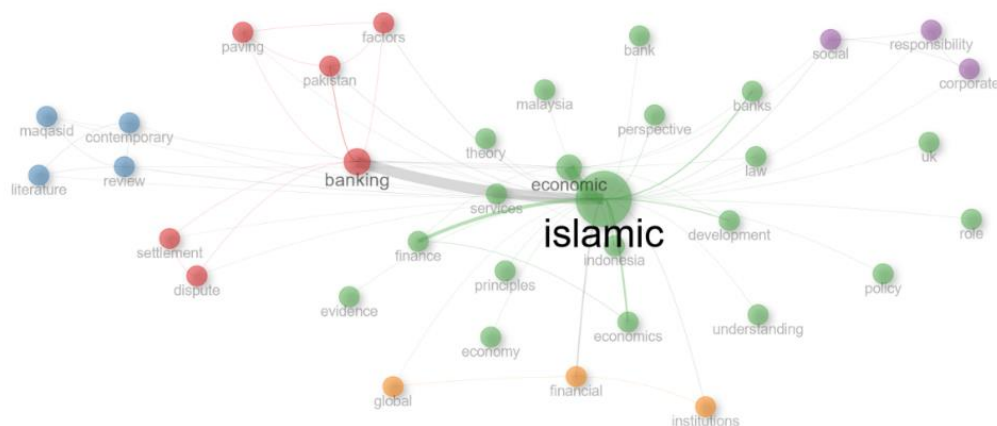 factors
paving
bank
social
responsibility
pakistan
corporate
malaysia
banks
maqasid
contemporary
perspective
uk
theory
law
literature
review
banking
economic
services
islamic
development
role
settlement
finance
indonesia
dispute
principles
policy
evidence
economics
understanding
economy
global
financial
institutions